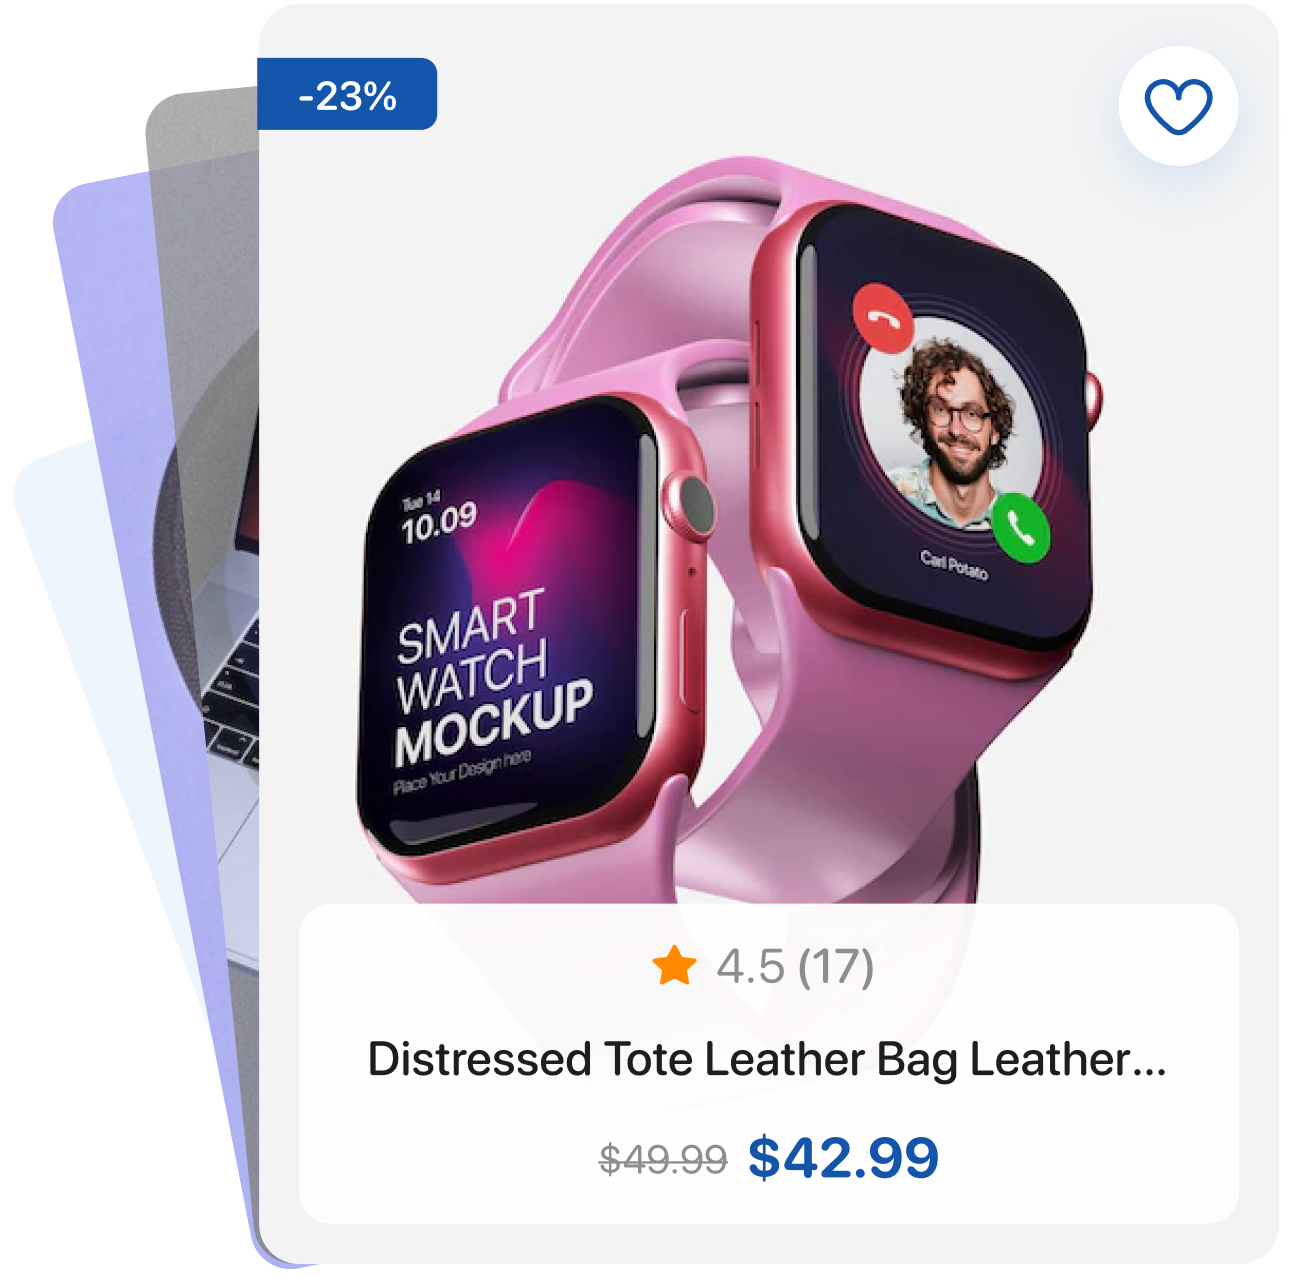 -23%
Tue 14
10.09
SMART
WATCH
MOCKUP
Place Your Design here
Carl Potato
4.5 (17)
Distressed Tote Leather Bag Leather...
$49.99 $42.99